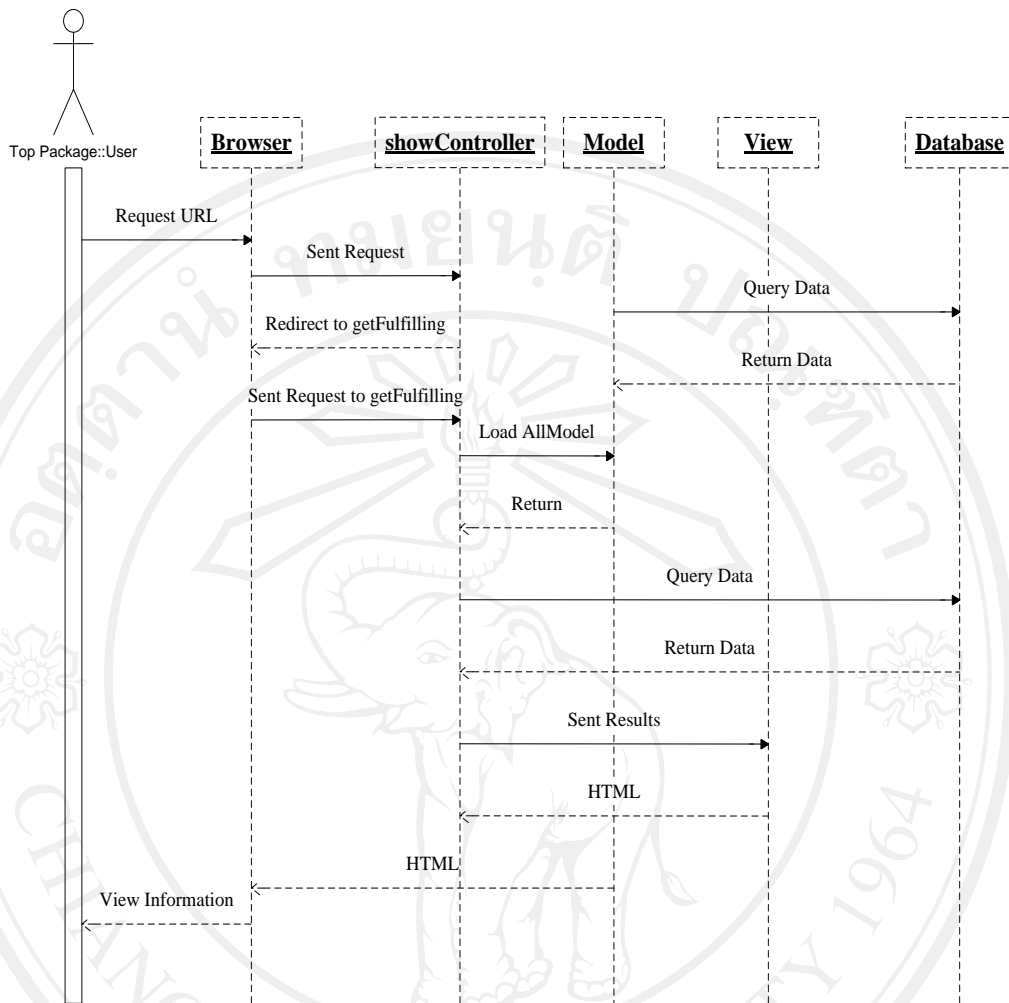 Top Package::User
Browser
showController
Model
View
Database
Request URL
Sent Request
Query Data
Redirect to getFulfilling
Return Data
Sent Request to getFulfilling
Load AllModel
Return
Query Data
Return Data
Sent Results
HTML
HTML
View Information
1964